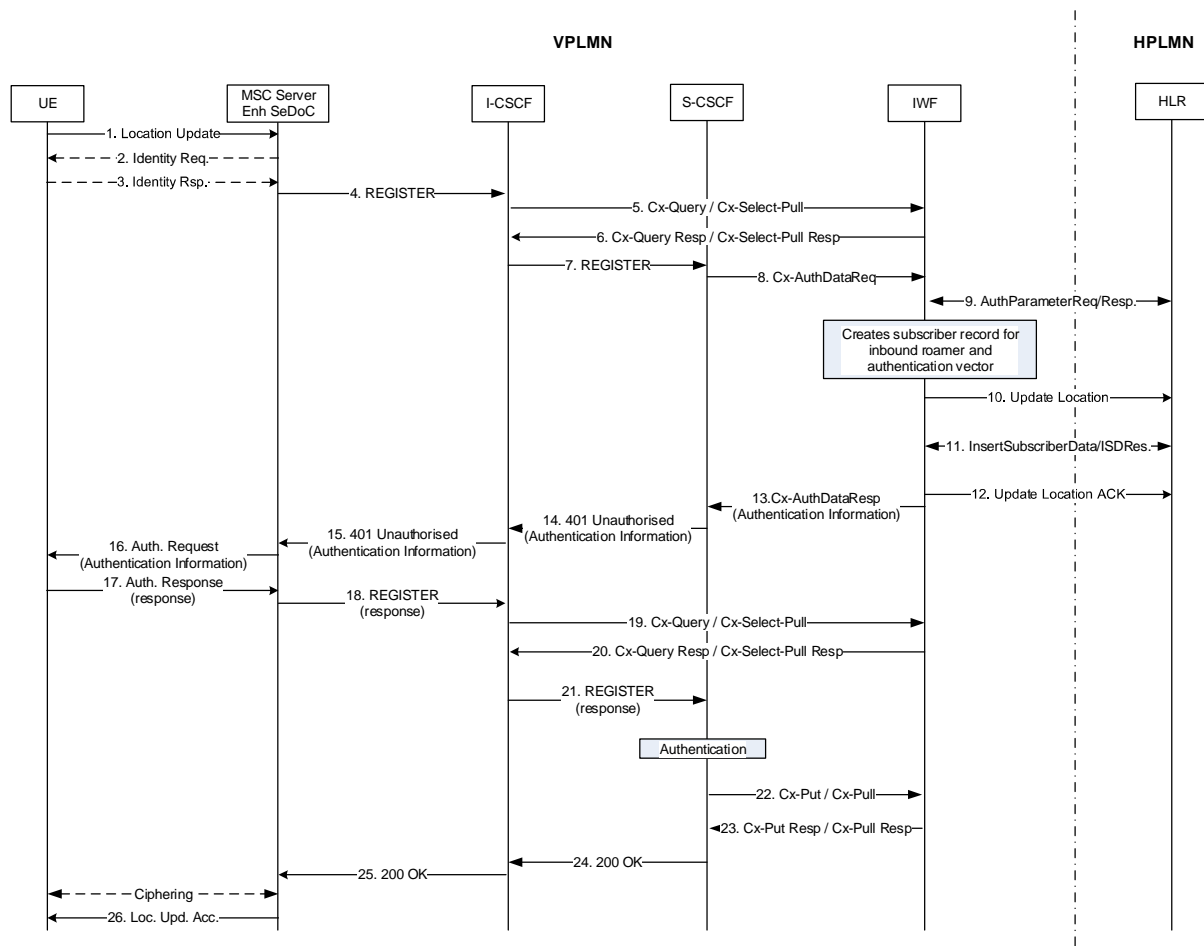 VPLMN
HPLMN
UE
MSC Server
Enh SeDoC
I-CSCF
S-CSCF
IWF
HLR
1. Location Update
2. Identity Req.
3. Identity Rsp.
4. REGISTER
5. Cx-Query / Cx-Select-Pull
6. Cx-Query Resp / Cx-Select-Pull Resp
7. REGISTER
8. Cx-AuthDataReq
9. AuthParameterReq/Resp.
Creates subscriber record for
inbound roamer and
authentication vector
10. Update Location
11. InsertSubscriberData/ISDRes.
12. Update Location ACK
13.Cx-AuthDataResp
(Authentication Information)
14. 401 Unauthorised
(Authentication Information)
15. 401 Unauthorised
(Authentication Information)
16. Auth. Request
(Authentication Information)
17. Auth. Response
(response)
18. REGISTER
(response)
19. Cx-Query / Cx-Select-Pull
20. Cx-Query Resp / Cx-Select-Pull Resp
21. REGISTER
(response)
Authentication
22. Cx-Put / Cx-Pull
23. Cx-Put Resp / Cx-Pull Resp
24. 200 OK
25. 200 OK
Ciphering
26. Loc. Upd. Acc.